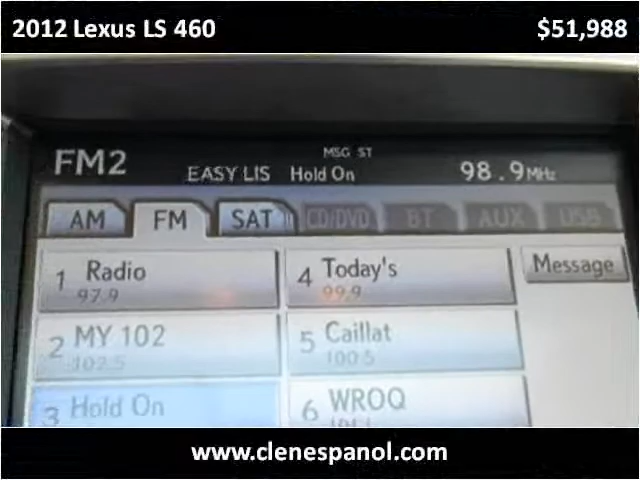 2012 Lexus LS 460 $51,988
MSG ST
FM2 EASY LIS Hold On 98.9MHz
AM FM SAT CD/DVD BT AUX USB
1 Radio 97.9
4 Today's 99.9
Message
2 MY 102 102.5
5 Caillat 100.5
3 Hold On
6 WROQ
www.clenespanol.com